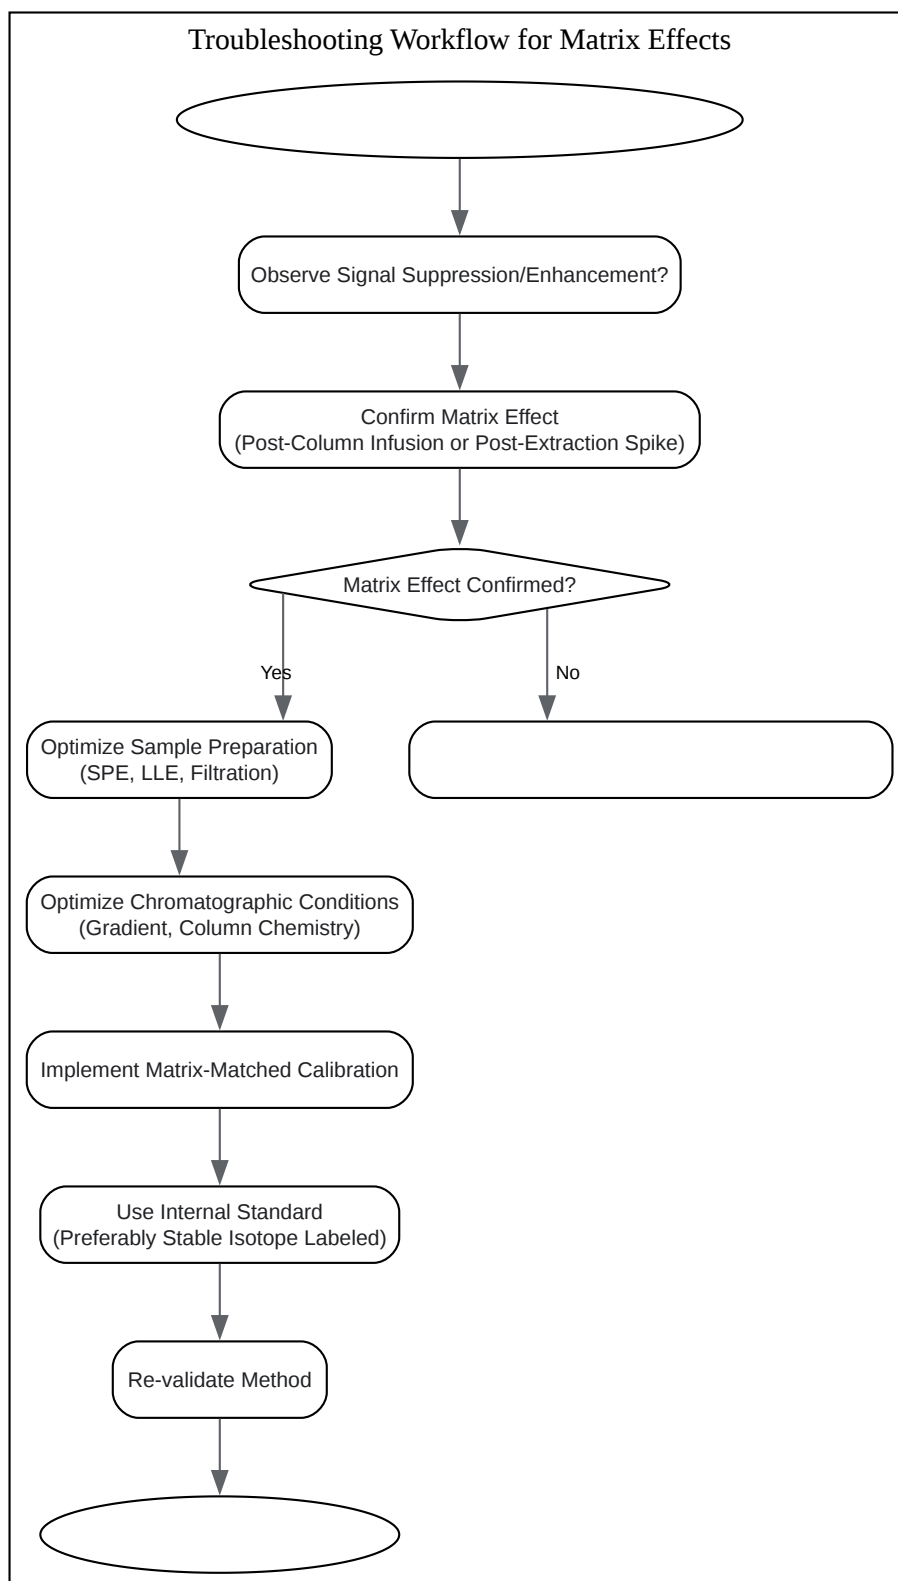 Troubleshooting Workflow for Matrix Effects
Observe Signal Suppression/Enhancement?
Confirm Matrix Effect
(Post-Column Infusion or Post-Extraction Spike)
Matrix Effect Confirmed?
Yes
No
Optimize Sample Preparation
(SPE, LLE, Filtration)
Optimize Chromatographic Conditions
(Gradient, Column Chemistry)
Implement Matrix-Matched Calibration
Use Internal Standard
(Preferably Stable Isotope Labeled)
Re-validate Method